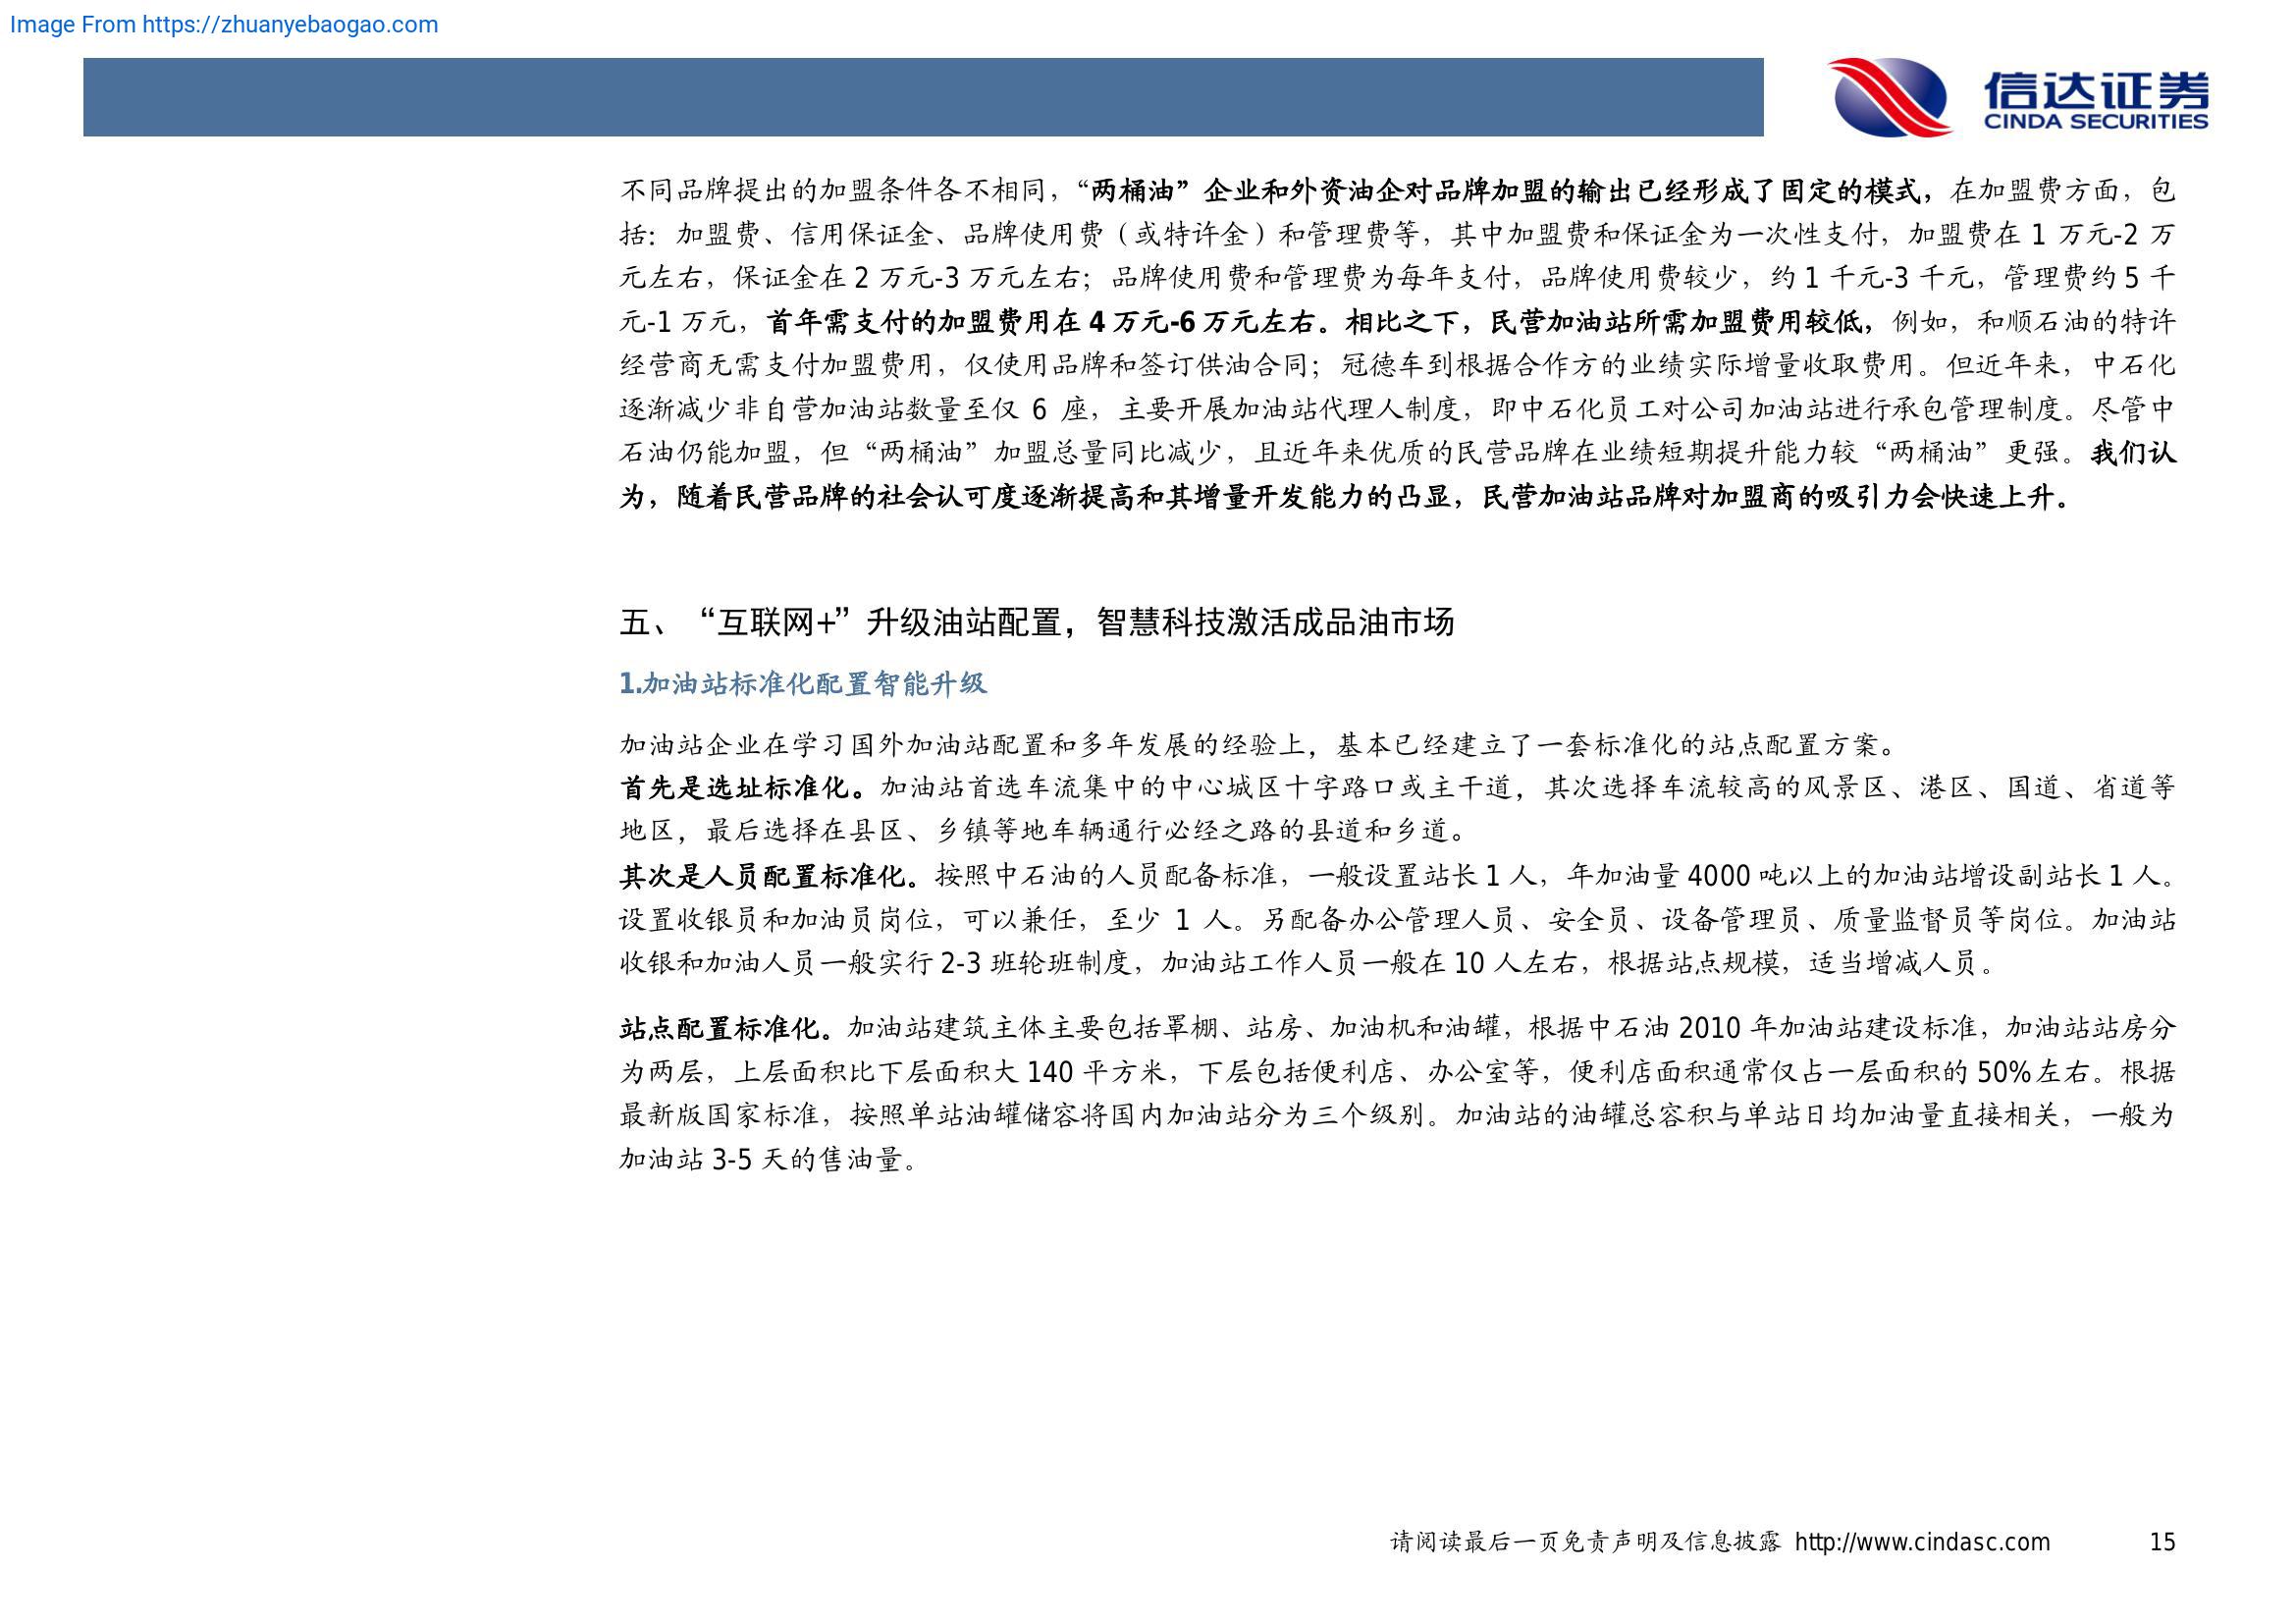 Image From https://zhuanyebaogao.com
信达证券
CINDA SECURITIES
不同品牌提出的加盟条件各不相同，“两桶油”企业和外资油企对品牌加盟的输出已经形成了固定的模式，在加盟费方面，包
括：加盟费、信用保证金、品牌使用费（或特许金）和管理费等，其中加盟费和保证金为一次性支付，加盟费在 1 万元-2 万
元左右，保证金在 2 万元-3 万元左右；品牌使用费和管理费为每年支付，品牌使用费较少，约 1 千元-3 千元，管理费约 5 千
元-1 万元，首年需支付的加盟费用在 4 万元-6 万元左右。相比之下，民营加油站所需加盟费用较低，例如，和顺石油的特许
经营商无需支付加盟费用，仅使用品牌和签订供油合同；冠德车到根据合作方的业绩实际增量收取费用。但近年来，中石化
逐渐减少非自营加油站数量至仅 6 座，主要开展加油站代理人制度，即中石化员工对公司加油站进行承包管理制度。尽管中
石油仍能加盟，但“两桶油”加盟总量同比减少，且近年来优质的民营品牌在业绩短期提升能力较“两桶油”更强。我们认
为，随着民营品牌的社会认可度逐渐提高和其增量开发能力的凸显，民营加油站品牌对加盟商的吸引力会快速上升。
五、“互联网+”升级油站配置，智慧科技激活成品油市场
1.加油站标准化配置智能升级
加油站企业在学习国外加油站配置和多年发展的经验上，基本已经建立了一套标准化的站点配置方案。
首先是选址标准化。加油站首选车流集中的中心城区十字路口或主干道，其次选择车流较高的风景区、港区、国道、省道等
地区，最后选择在县区、乡镇等地车辆通行必经之路的县道和乡道。
其次是人员配置标准化。按照中石油的人员配备标准，一般设置站长 1 人，年加油量 4000 吨以上的加油站增设副站长 1 人。
设置收银员和加油员岗位，可以兼任，至少 1 人。另配备办公管理人员、安全员、设备管理员、质量监督员等岗位。加油站
收银和加油人员一般实行 2-3 班轮班制度，加油站工作人员一般在 10 人左右，根据站点规模，适当增减人员。
站点配置标准化。加油站建筑主体主要包括罩棚、站房、加油机和油罐，根据中石油 2010 年加油站建设标准，加油站站房分
为两层，上层面积比下层面积大 140 平方米，下层包括便利店、办公室等，便利店面积通常仅占一层面积的 50%左右。根据
最新版国家标准，按照单站油罐储容将国内加油站分为三个级别。加油站的油罐总容积与单站日均加油量直接相关，一般为
加油站 3-5 天的售油量。
请阅读最后一页免责声明及信息披露 http://www.cindasc.com 15